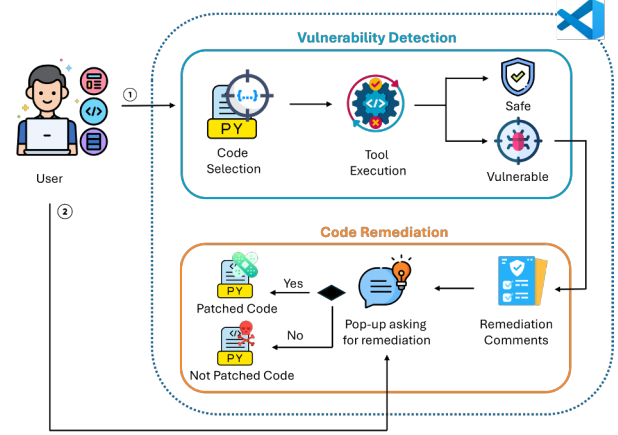 Vulnerability Detection
1
{...}
PY
</>
Code
Selection
Tool
Execution
Safe
Vulnerable
User
2
Code Remediation
PY
Patched Code
Yes
No
PY
Not Patched Code
Pop-up asking
for remediation
Remediation
Comments